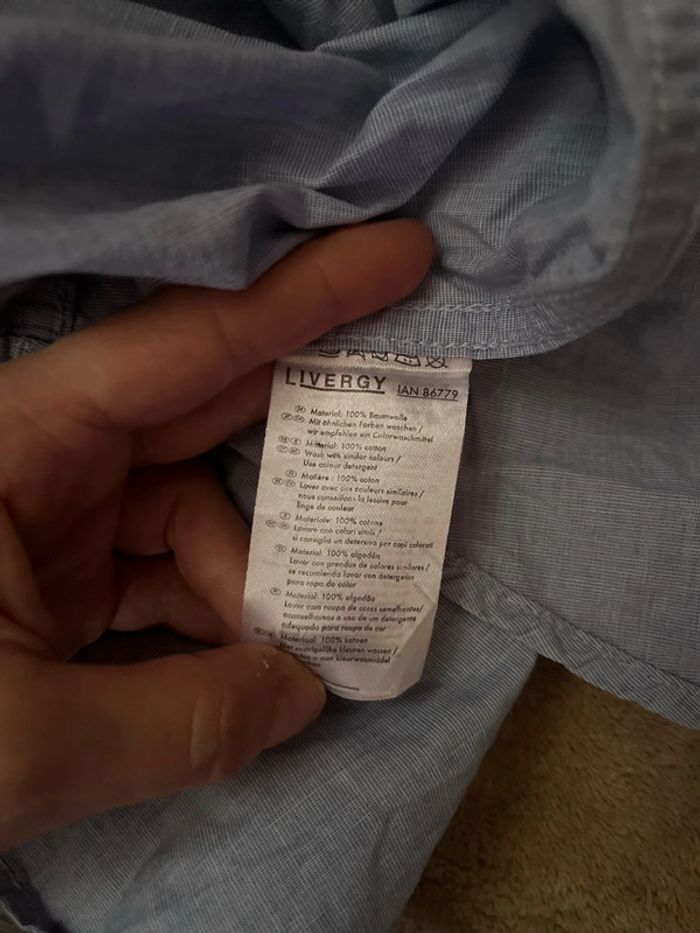 LIVERGY IAN 86779
Material: 100% Baumwolle
Mit ähnlichen Farben waschen /
wir empfehlen ein Colorwaschmittel
Material: 100% cotton
Wash with similar colours /
Use colour detergent
Matière : 100% coton
Laver avec des couleurs similaires /
nous conseillons la lessive pour
linge de couleur
Materiale: 100% cotone
Lavare con colori simili /
si consiglia un detersivo per capi colorati
Material: 100% algodón
Lavar con prendas de colores similares /
se recomienda lavar con detergente
para ropa de color
Material: 100% algodão
Lavar com roupa de cores semelhantes/
aconselhamos o uso de um detergente
adequado para roupa de cor
Materiaal: 100% katoen
Met soortgelijke kleuren wassen /
een kleurwasmiddel